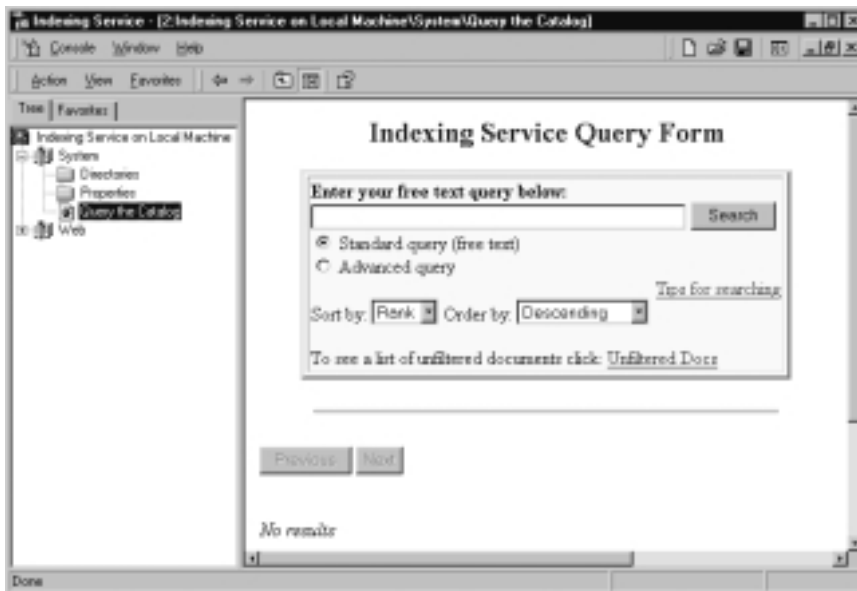 Indexing Service - [2:Indexing Service on Local Machine\System\Query the Catalog]
Console Window Help
Action View Favorites
Tree Favorites
Indexing Service on Local Machine
System
Directories
Properties
Query the Catalog
Web
Indexing Service Query Form
Enter your free text query below:
Search
Standard query (free text)
Advanced query
Tips for searching
Sort by: Rank Order by: Descending
To see a list of unfiltered documents click: Unfiltered Docs
Previous Next
No results
Done